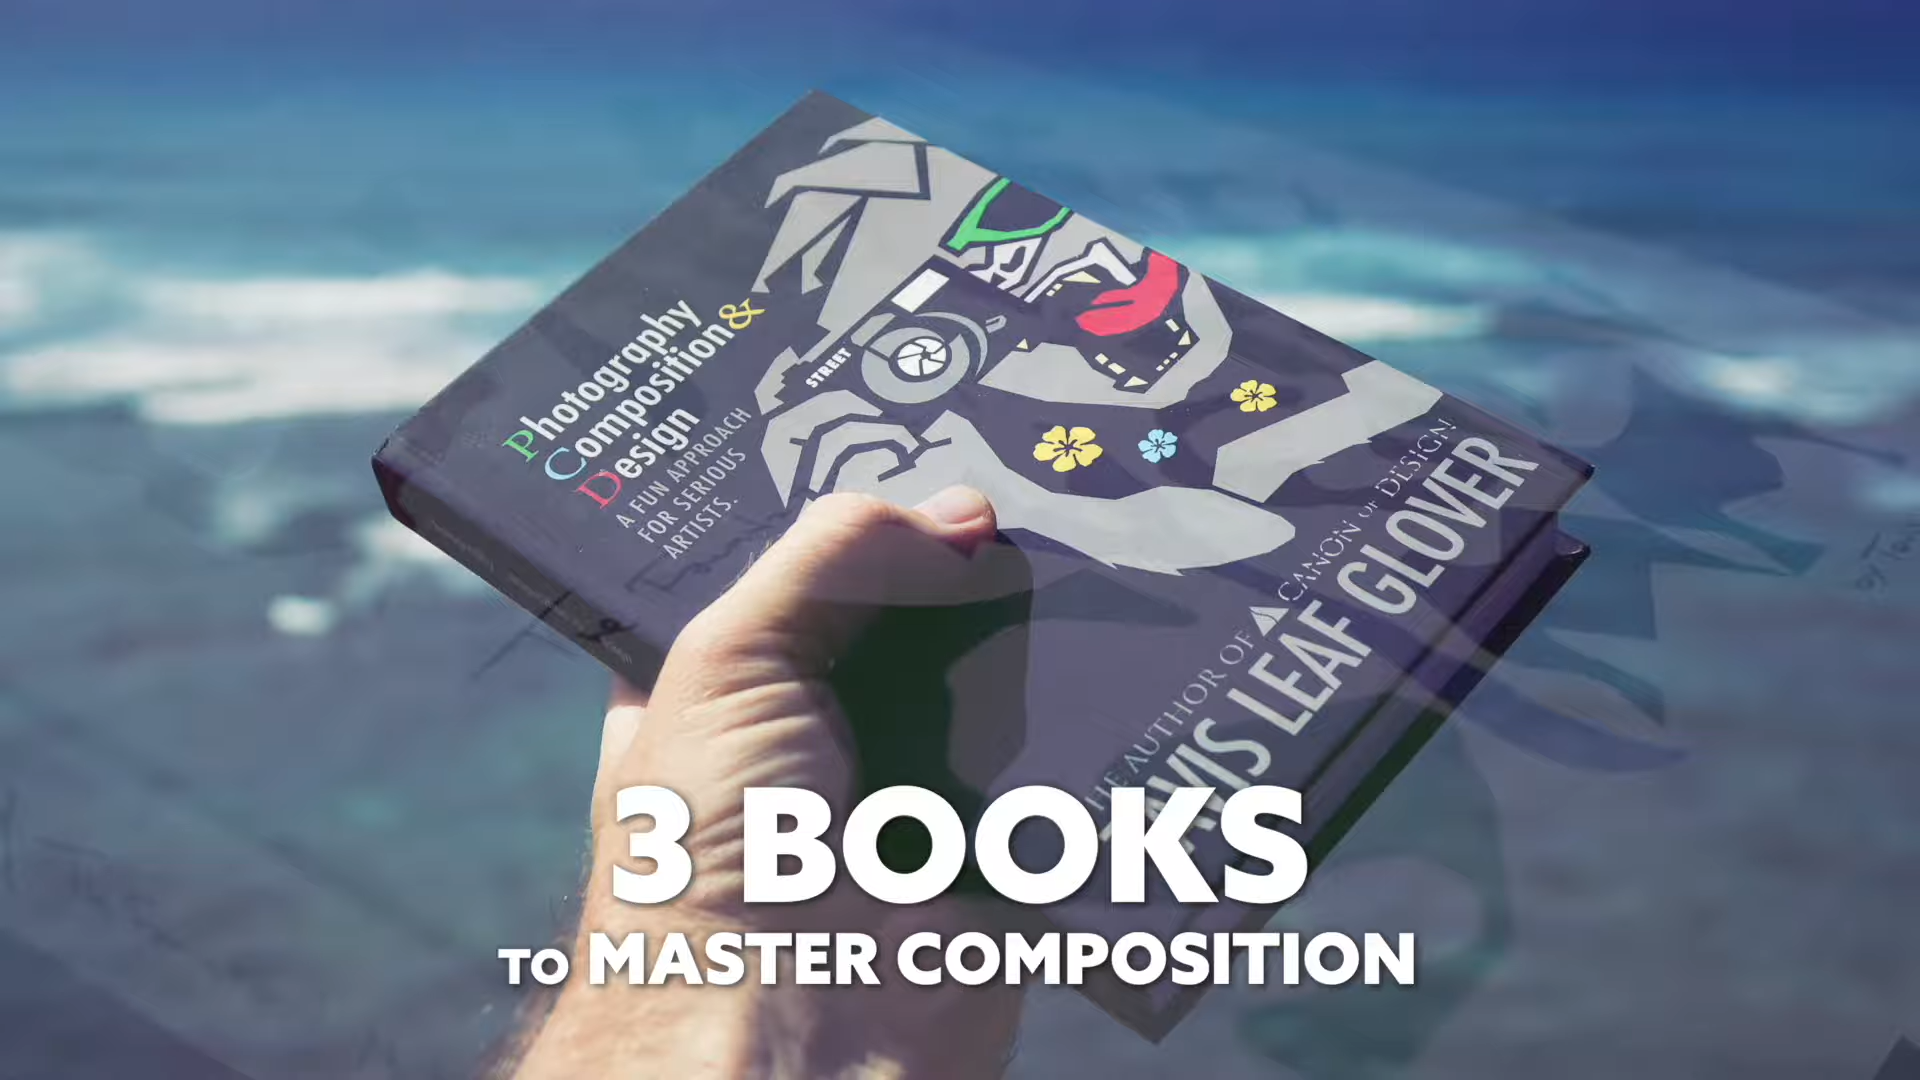 Photography
Composition &
Design
A FUN APPROACH
FOR SERIOUS
ARTISTS.
STREET
THE AUTHOR OF CANON OF DESIGN
TAVIS LEAF GLOVER
3 BOOKS
TO MASTER COMPOSITION